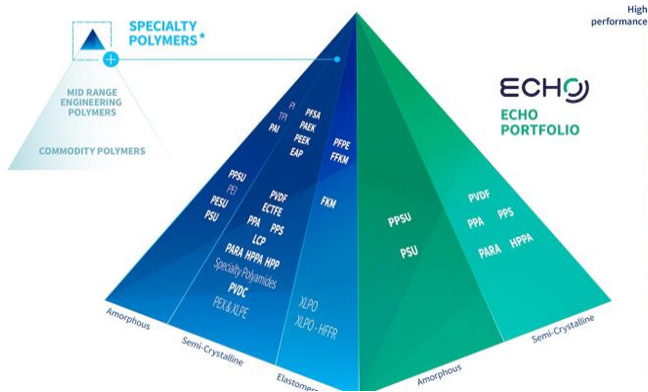 High
performance
SPECIALTY
POLYMERS*
MID RANGE
ENGINEERING
POLYMERS
COMMODITY POLYMERS
ECHO
ECHO
PORTFOLIO
PI
TPI
PAI
PPSU
PEI
PESU
PSU
Amorphous
PFSA
PAEK
PEEK
EAP
PVDF
ECTFE
PPA PPS
LCP
PARA HPPA HPP
Specialty Polyamides
PVDC
PEX & XLPE
Semi-Crystalline
PFPE
FFKM
FKM
XLPO
XLPO - HFFR
PPSU
PSU
Amorphous
PVDF
PPA PPS
PARA HPPA
Semi-Crystalline